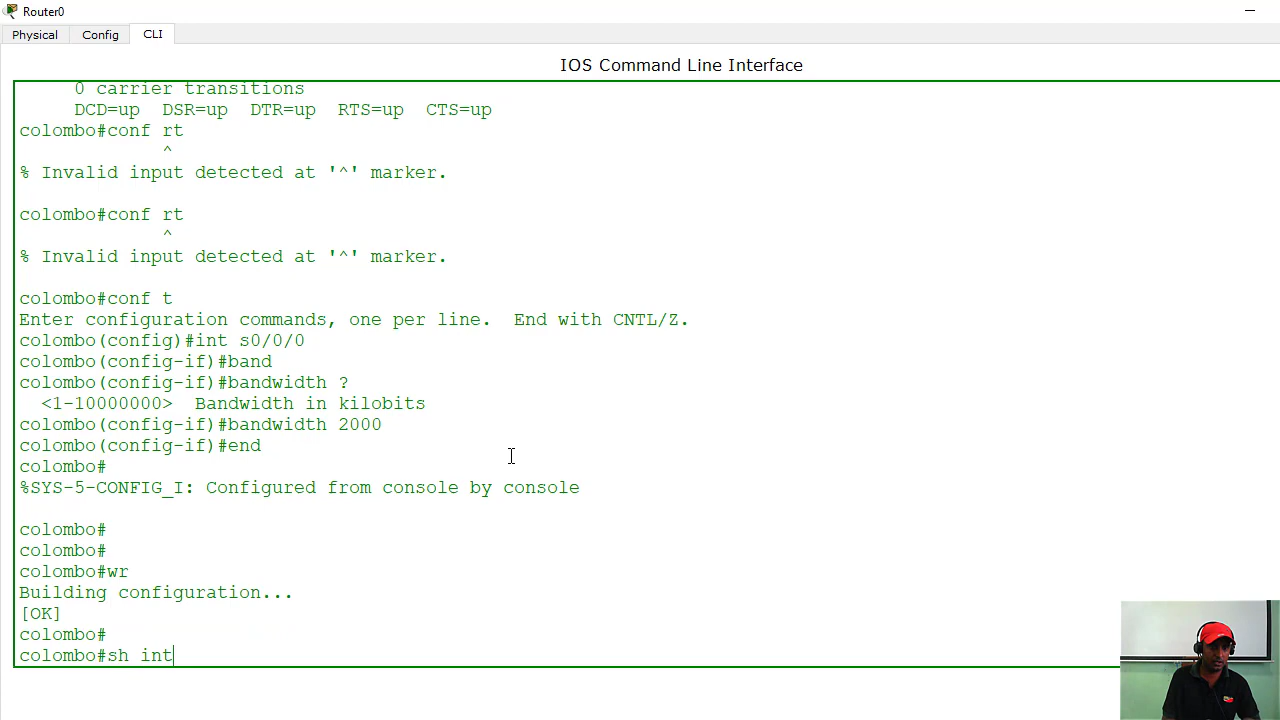 Router0
Physical Config CLI
IOS Command Line Interface
0 carrier transitions
DCD=up  DSR=up  DTR=up  RTS=up  CTS=up
colombo#conf rt
^
% Invalid input detected at '^' marker.
colombo#conf rt
^
% Invalid input detected at '^' marker.
colombo#conf t
Enter configuration commands, one per line.  End with CNTL/Z.
colombo(config)#int s0/0/0
colombo(config-if)#band
colombo(config-if)#bandwidth ?
<1-10000000>  Bandwidth in kilobits
colombo(config-if)#bandwidth 2000
colombo(config-if)#end
colombo#
%SYS-5-CONFIG_I: Configured from console by console
colombo#
colombo#
colombo#wr
Building configuration...
[OK]
colombo#
colombo#sh int